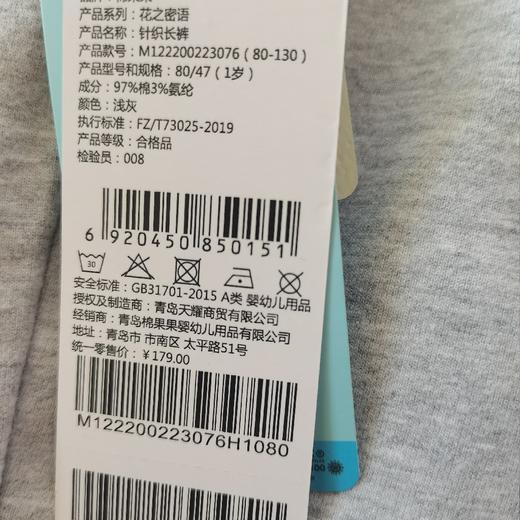 产品系列：花之密语
产品名称：针织长裤
产品款号：M122200223076（80-130）
产品型号和规格：80/47（1岁）
成分：97%棉3%氨纶
颜色：浅灰
执行标准：FZ/T73025-2019
产品等级：合格品
检验员：008
6 920450 850151
30
安全标准：GB31701-2015 A类 婴幼儿用品
授权及制造商：青岛天耀商贸有限公司
经销商：青岛棉果果婴幼儿用品有限公司
地址：青岛市 市南区 太平路51号
统一零售价：￥179.00
M122200223076H1080